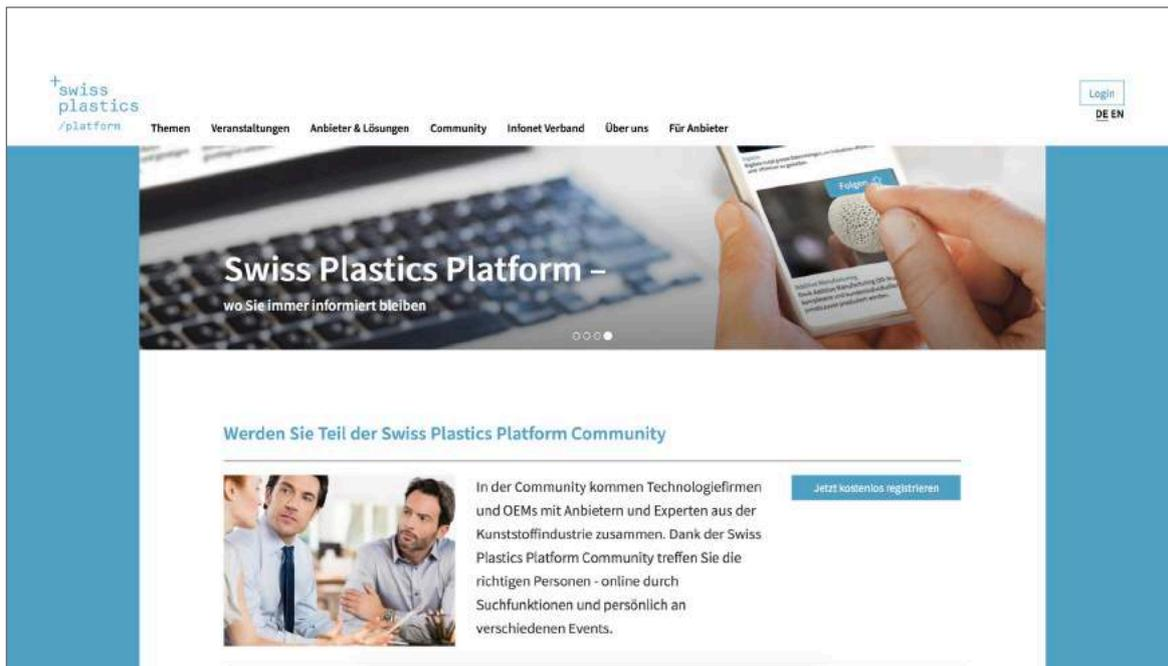 +swiss
plastics
/platform
Login
DE EN
Themen Veranstaltungen Anbieter & Lösungen Community Infonet Verband Über uns Für Anbieter
Folgen
Additive Manufacturing
Swiss Plastics Platform –
wo Sie immer informiert bleiben
Werden Sie Teil der Swiss Plastics Platform Community
In der Community kommen Technologiefirmen
und OEMs mit Anbietern und Experten aus der
Kunststoffindustrie zusammen. Dank der Swiss
Plastics Platform Community treffen Sie die
richtigen Personen - online durch
Suchfunktionen und persönlich an
verschiedenen Events.
Jetzt kostenlos registrieren